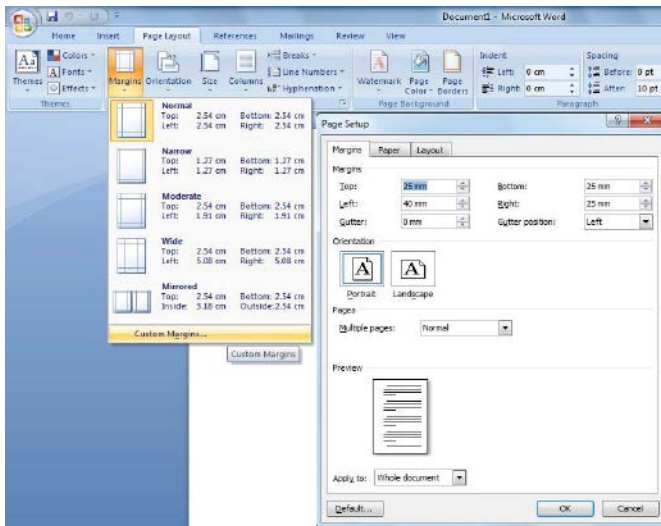 Document1 - Microsoft Word
Home Insert Page Layout References Mailings Review View
Themes
Colors
Fonts
Effects
Themes
Margins Orientation Size Columns
Breaks
Line Numbers
Hyphenation
Watermark Page Color Page Borders
Page Background
Indent
Left: 0 cm
Right: 0 cm
Spacing
Before: 0 pt
After: 10 pt
Paragraph
Normal
Top: 2.54 cm Bottom: 2.54 cm
Left: 2.54 cm Right: 2.54 cm
Narrow
Top: 1.27 cm Bottom: 1.27 cm
Left: 1.27 cm Right: 1.27 cm
Moderate
Top: 2.54 cm Bottom: 2.54 cm
Left: 1.91 cm Right: 1.91 cm
Wide
Top: 2.54 cm Bottom: 2.54 cm
Left: 5.08 cm Right: 5.08 cm
Mirrored
Top: 2.54 cm Bottom: 2.54 cm
Inside: 3.18 cm Outside: 2.54 cm
Custom Margins...
Custom Margins
Page Setup
Margins Paper Layout
Margins
Top: 25 mm Bottom: 25 mm
Left: 40 mm Right: 25 mm
Gutter: 0 mm Gutter position: Left
Orientation
A A
Portrait Landscape
Pages
Multiple pages: Normal
Preview
Apply to: Whole document
Default... OK Cancel